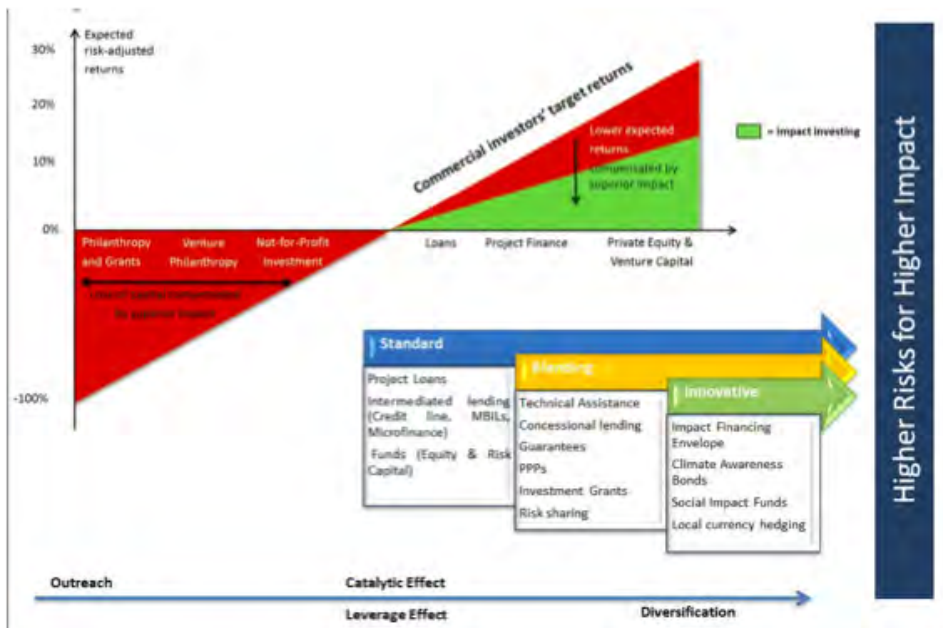 Expected
risk-adjusted
returns
30%
20%
10%
0%
-100%
Commercial investors' target returns
Lower expected
returns
compensated by
superior impact
= Impact investing
Philanthropy
and Grants
Venture
Philanthropy
Not-for-Profit
Investment
Loans
Project Finance
Private Equity &
Venture Capital
Loss of capital compensated
by superior impact
Standard
Project Loans
Intermediated lending
(Credit line, MBILs,
Microfinance)
Funds (Equity & Risk
Capital)
Blending
Technical Assistance
Concessional lending
Guarantees
PPPs
Investment Grants
Risk sharing
Innovative
Impact Financing
Envelope
Climate Awareness
Bonds
Social Impact Funds
Local currency hedging
Higher Risks for Higher Impact
Outreach
Catalytic Effect
Leverage Effect
Diversification